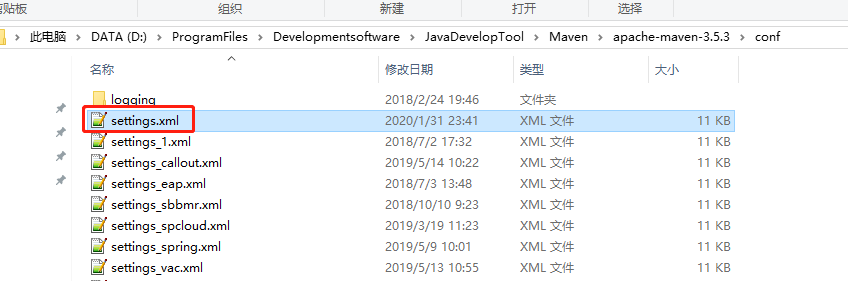 剪贴板 组织 新建 打开 选择
此电脑 DATA (D:) ProgramFiles Developmentsoftware JavaDevelopTool Maven apache-maven-3.5.3 conf
名称 修改日期 类型 大小
logging 2018/2/24 19:46 文件夹
settings.xml 2020/1/31 23:41 XML 文件 11 KB
settings_1.xml 2018/7/2 17:32 XML 文件 11 KB
settings_callout.xml 2019/5/14 10:22 XML 文件 11 KB
settings_eap.xml 2018/7/3 13:48 XML 文件 11 KB
settings_sbbmr.xml 2018/10/10 9:23 XML 文件 11 KB
settings_spcloud.xml 2019/3/19 11:23 XML 文件 11 KB
settings_spring.xml 2019/5/9 10:01 XML 文件 11 KB
settings_vac.xml 2019/5/13 10:55 XML 文件 11 KB